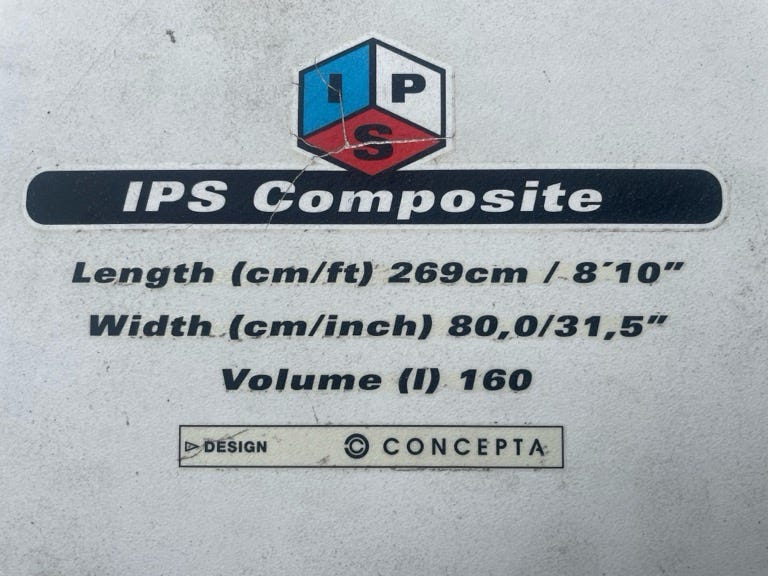 I P
S
IPS Composite
Length (cm/ft) 269cm / 8´10”
Width (cm/inch) 80,0/31,5”
Volume (l) 160
DESIGN CONCEPTA